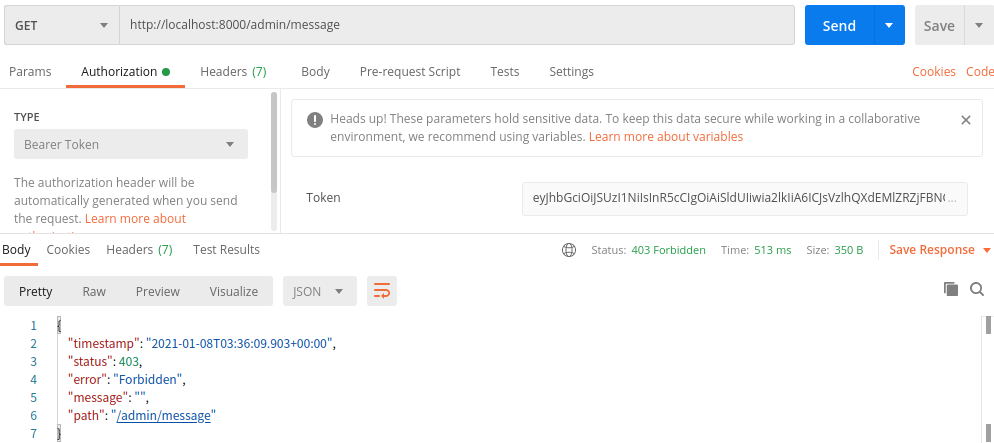 GET http://localhost:8000/admin/message Send Save
Params Authorization Headers (7) Body Pre-request Script Tests Settings Cookies Code
TYPE
Bearer Token
The authorization header will be
automatically generated when you send
the request. Learn more about
Heads up! These parameters hold sensitive data. To keep this data secure while working in a collaborative
environment, we recommend using variables. Learn more about variables
Token
Body Cookies Headers (7) Test Results Status: 403 Forbidden Time: 513 ms Size: 350 B Save Response
Pretty Raw Preview Visualize JSON
1 {
2 "timestamp": "2021-01-08T03:36:09.903+00:00",
3 "status": 403,
4 "error": "Forbidden",
5 "message": "",
6 "path": "/admin/message"
7 }